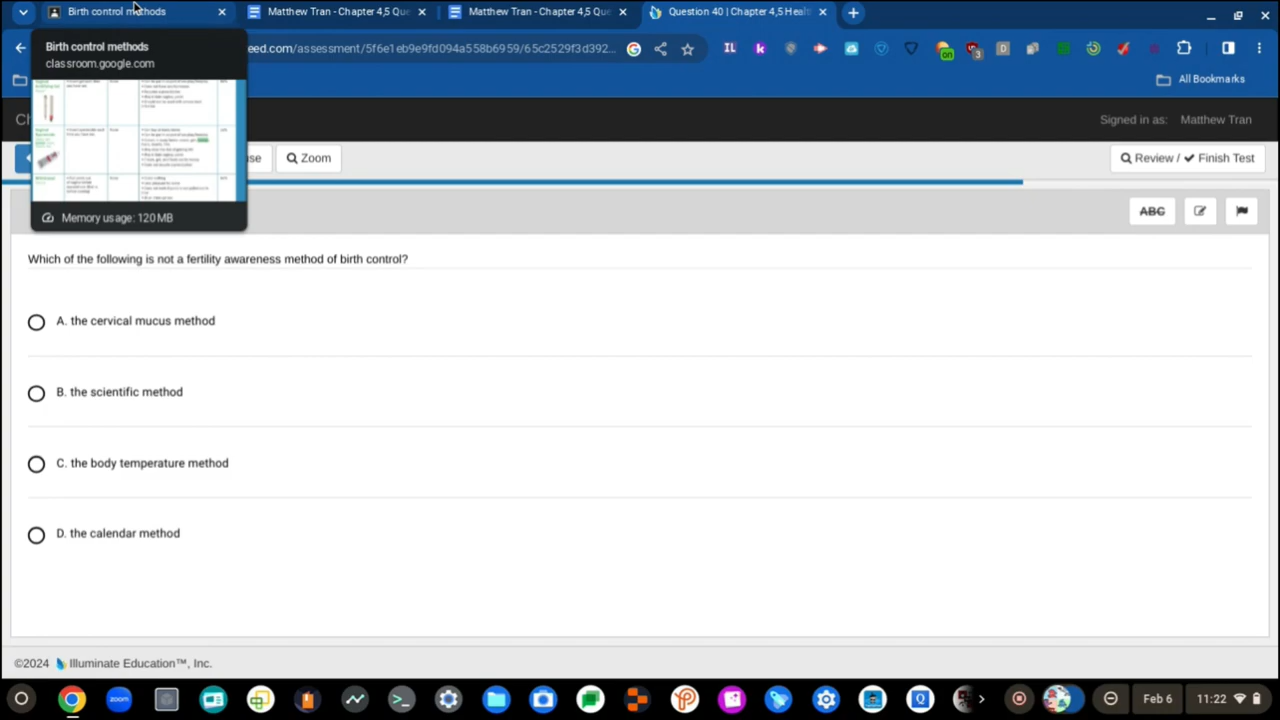 Birth control methods
Matthew Tran - Chapter 4,5 Que
Matthew Tran - Chapter 4,5 Que
Question 40 | Chapter 4,5 Heal
Birth control methods
classroom.google.com
eed.com/assessment/5f6e1eb9e9fd094a558b6959/65c2529f3d392...
All Bookmarks
Signed in as: Matthew Tran
Zoom
Review / Finish Test
Memory usage: 120 MB
ABC
Which of the following is not a fertility awareness method of birth control?
A. the cervical mucus method
B. the scientific method
C. the body temperature method
D. the calendar method
©2024 Illuminate Education™, Inc.
zoom
Feb 6
11:22